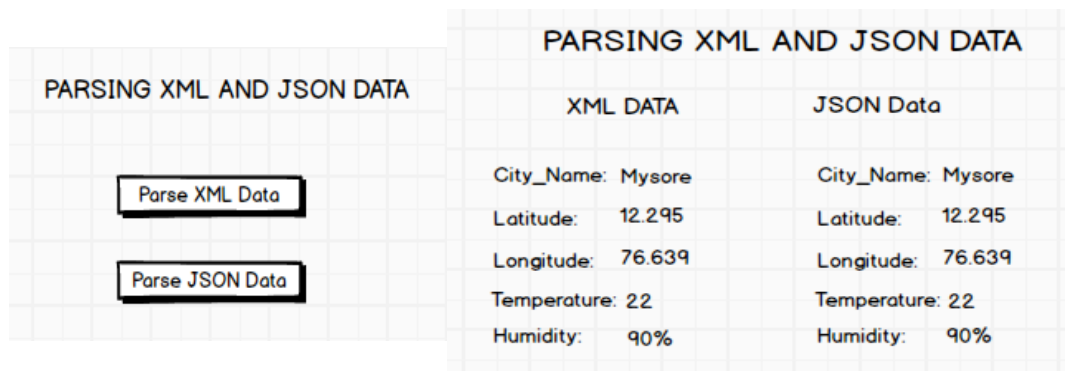 PARSING XML AND JSON DATA
Parse XML Data
Parse JSON Data
PARSING XML AND JSON DATA
XML DATA JSON Data
City_Name: Mysore City_Name: Mysore
Latitude: 12.295 Latitude: 12.295
Longitude: 76.639 Longitude: 76.639
Temperature: 22 Temperature: 22
Humidity: 90% Humidity: 90%